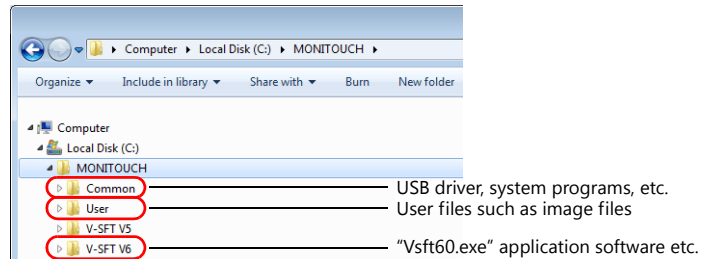 Computer ▸ Local Disk (C:) ▸ MONITOUCH ▸
Organize ▾ Include in library ▾ Share with ▾ Burn New folder
Computer
Local Disk (C:)
MONITOUCH
Common USB driver, system programs, etc.
User User files such as image files
V-SFT V5
V-SFT V6 “Vsft60.exe” application software etc.